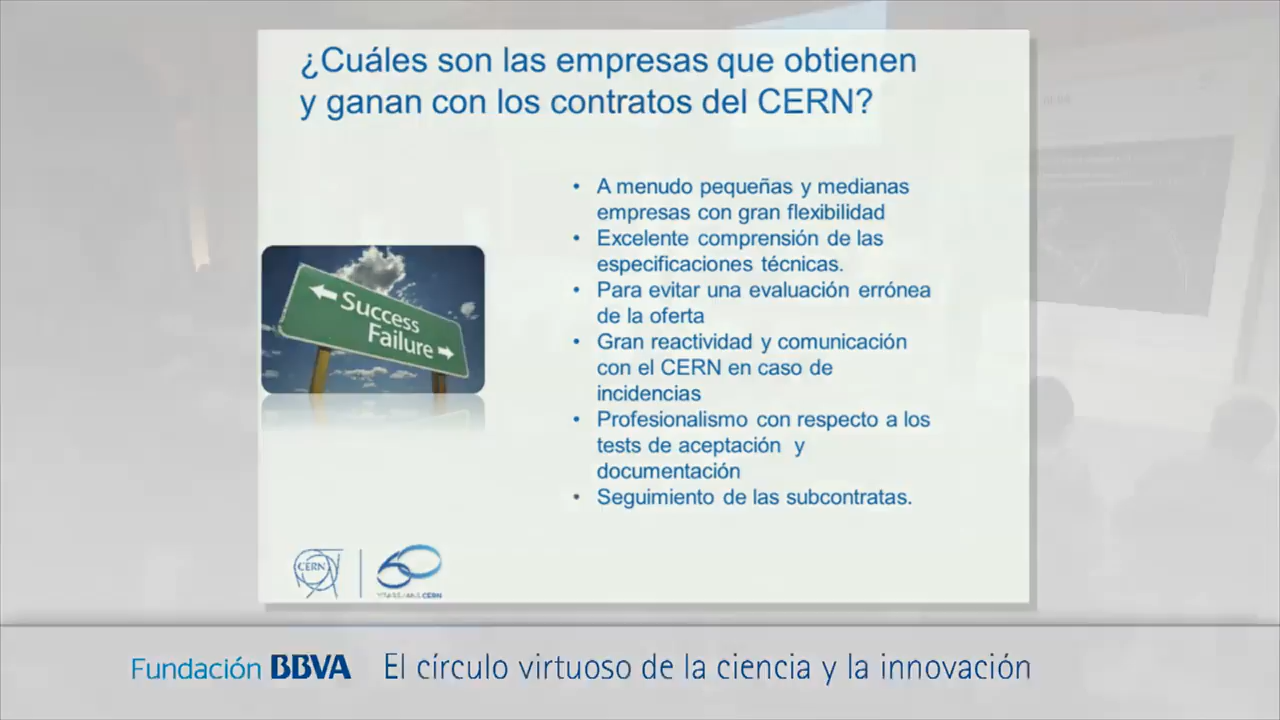 ¿Cuáles son las empresas que obtienen
y ganan con los contratos del CERN?
• A menudo pequeñas y medianas
empresas con gran flexibilidad
• Excelente comprensión de las
especificaciones técnicas.
• Para evitar una evaluación errónea
de la oferta
• Gran reactividad y comunicación
con el CERN en caso de
incidencias
• Profesionalismo con respecto a los
tests de aceptación y
documentación
• Seguimiento de las subcontratas.
Success
Failure
CERN
60
CERN
Fundación BBVA El círculo virtuoso de la ciencia y la innovación